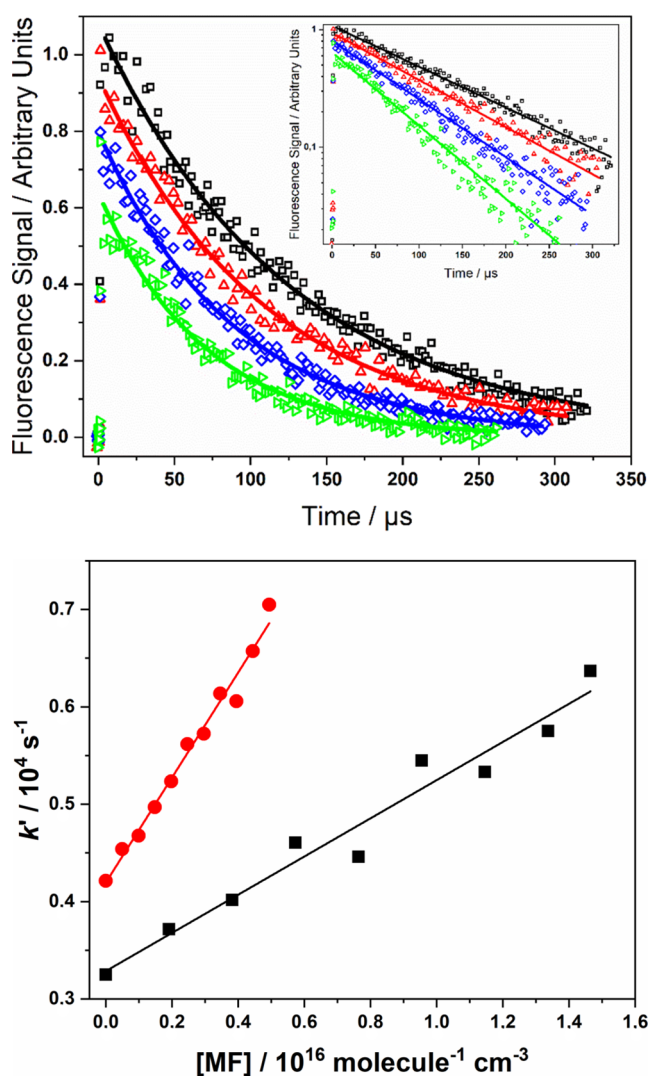 Fluorescence Signal / Arbitrary Units
1.0
0.8
0.6
0.4
0.2
0.0
0 50 100 150 200 250 300 350
Time / µs
Fluorescence Signal / Arbitrary Units
1
0.1
0 50 100 150 200 250 300
Time / µs
k' / 10⁴ s⁻¹
0.7
0.6
0.5
0.4
0.3
0.0 0.2 0.4 0.6 0.8 1.0 1.2 1.4 1.6
[MF] / 10¹⁶ molecule⁻¹ cm⁻³